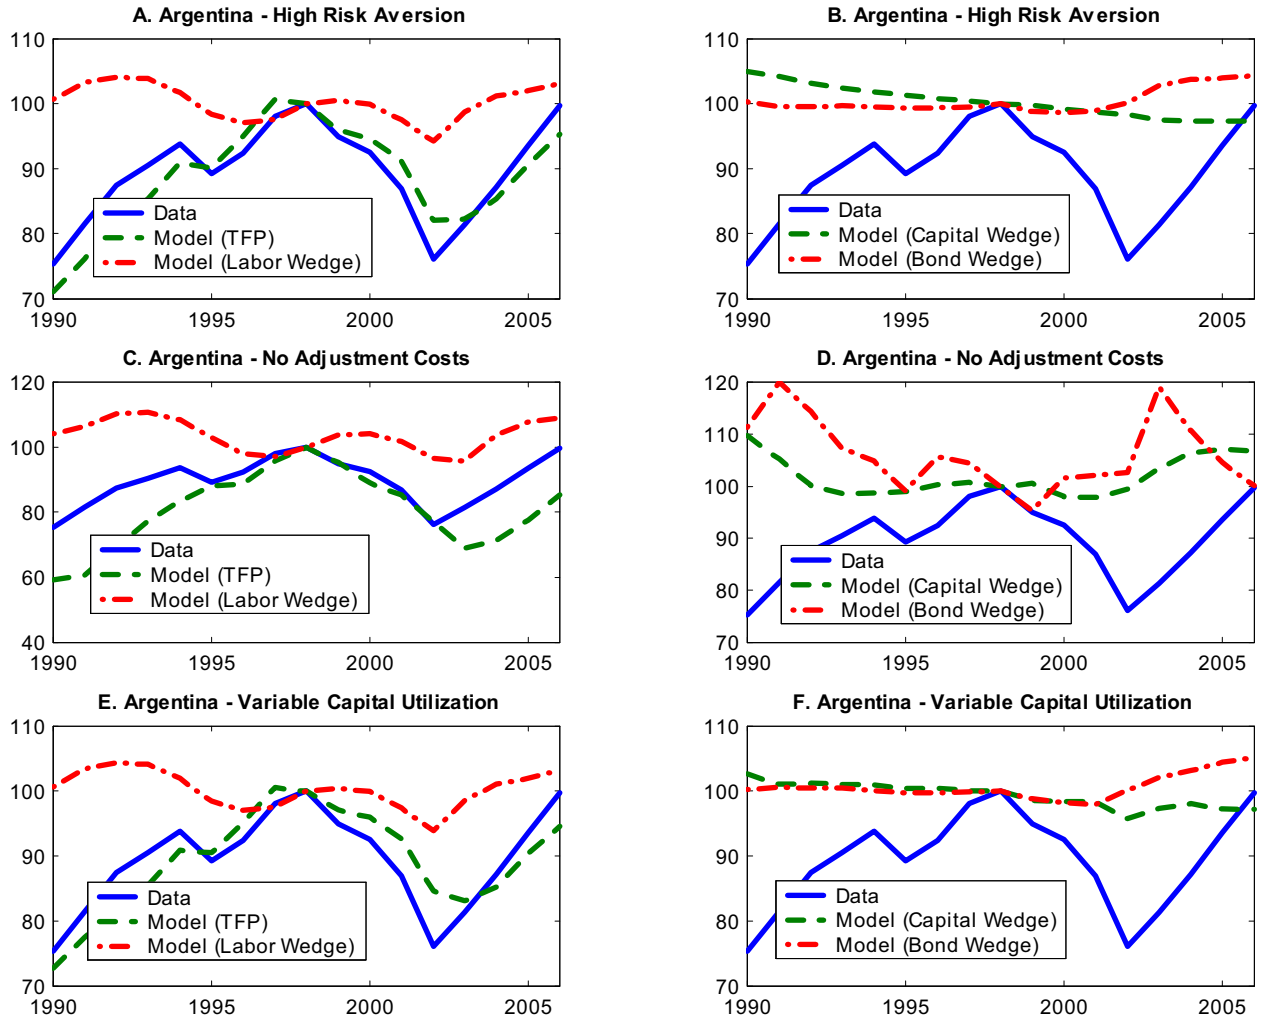 A. Argentina - High Risk Aversion
110
100
90
80
70
1990
1995
2000
2005
Data
Model (TFP)
Model (Labor Wedge)
B. Argentina - High Risk Aversion
110
100
90
80
70
1990
1995
2000
2005
Data
Model (Capital Wedge)
Model (Bond Wedge)
C. Argentina - No Adjustment Costs
120
100
80
60
40
1990
1995
2000
2005
Data
Model (TFP)
Model (Labor Wedge)
D. Argentina - No Adjustment Costs
120
110
100
90
80
70
1990
1995
2000
2005
Data
Model (Capital Wedge)
Model (Bond Wedge)
E. Argentina - Variable Capital Utilization
110
100
90
80
70
1990
1995
2000
2005
Data
Model (TFP)
Model (Labor Wedge)
F. Argentina - Variable Capital Utilization
110
100
90
80
70
1990
1995
2000
2005
Data
Model (Capital Wedge)
Model (Bond Wedge)